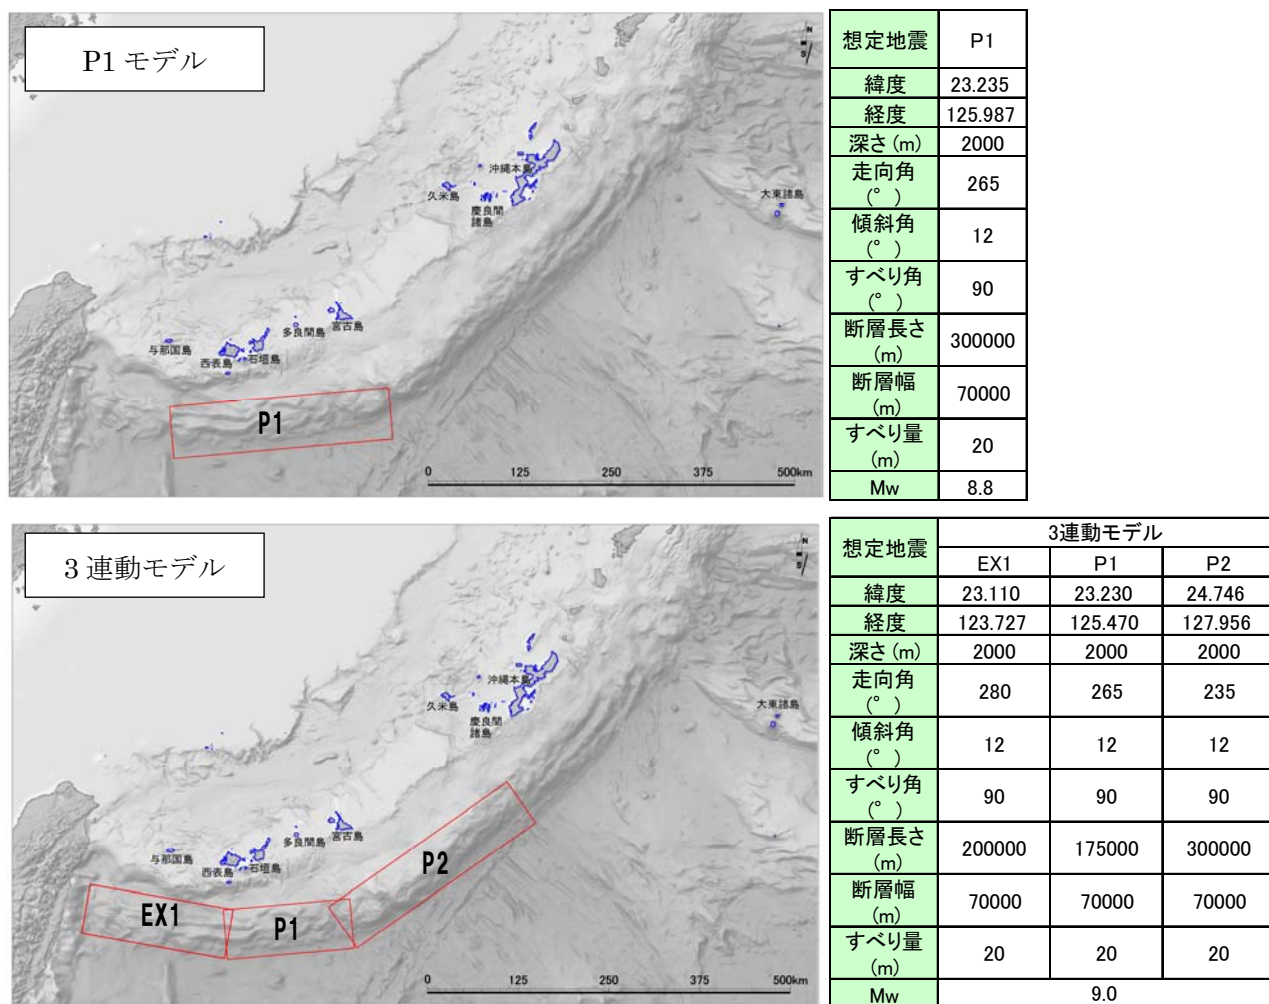 P1 モデル
N
S
沖縄本島
久米島
慶良間
諸島
大東諸島
宮古島
多良間島
与那国島
西表島
石垣島
P1
0 125 250 375 500km
想定地震 P1
緯度 23.235
経度 125.987
深さ (m) 2000
走向角
(°) 265
傾斜角
(°) 12
すべり角
(°) 90
断層長さ
(m) 300000
断層幅
(m) 70000
すべり量
(m) 20
Mw 8.8
3 連動モデル
N
S
沖縄本島
久米島
慶良間
諸島
大東諸島
宮古島
多良間島
与那国島
西表島
石垣島
P2
EX1
P1
0 125 250 375 500km
想定地震 3連動モデル
EX1 P1 P2
緯度 23.110 23.230 24.746
経度 123.727 125.470 127.956
深さ (m) 2000 2000 2000
走向角
(°) 280 265 235
傾斜角
(°) 12 12 12
すべり角
(°) 90 90 90
断層長さ
(m) 200000 175000 300000
断層幅
(m) 70000 70000 70000
すべり量
(m) 20 20 20
Mw 9.0